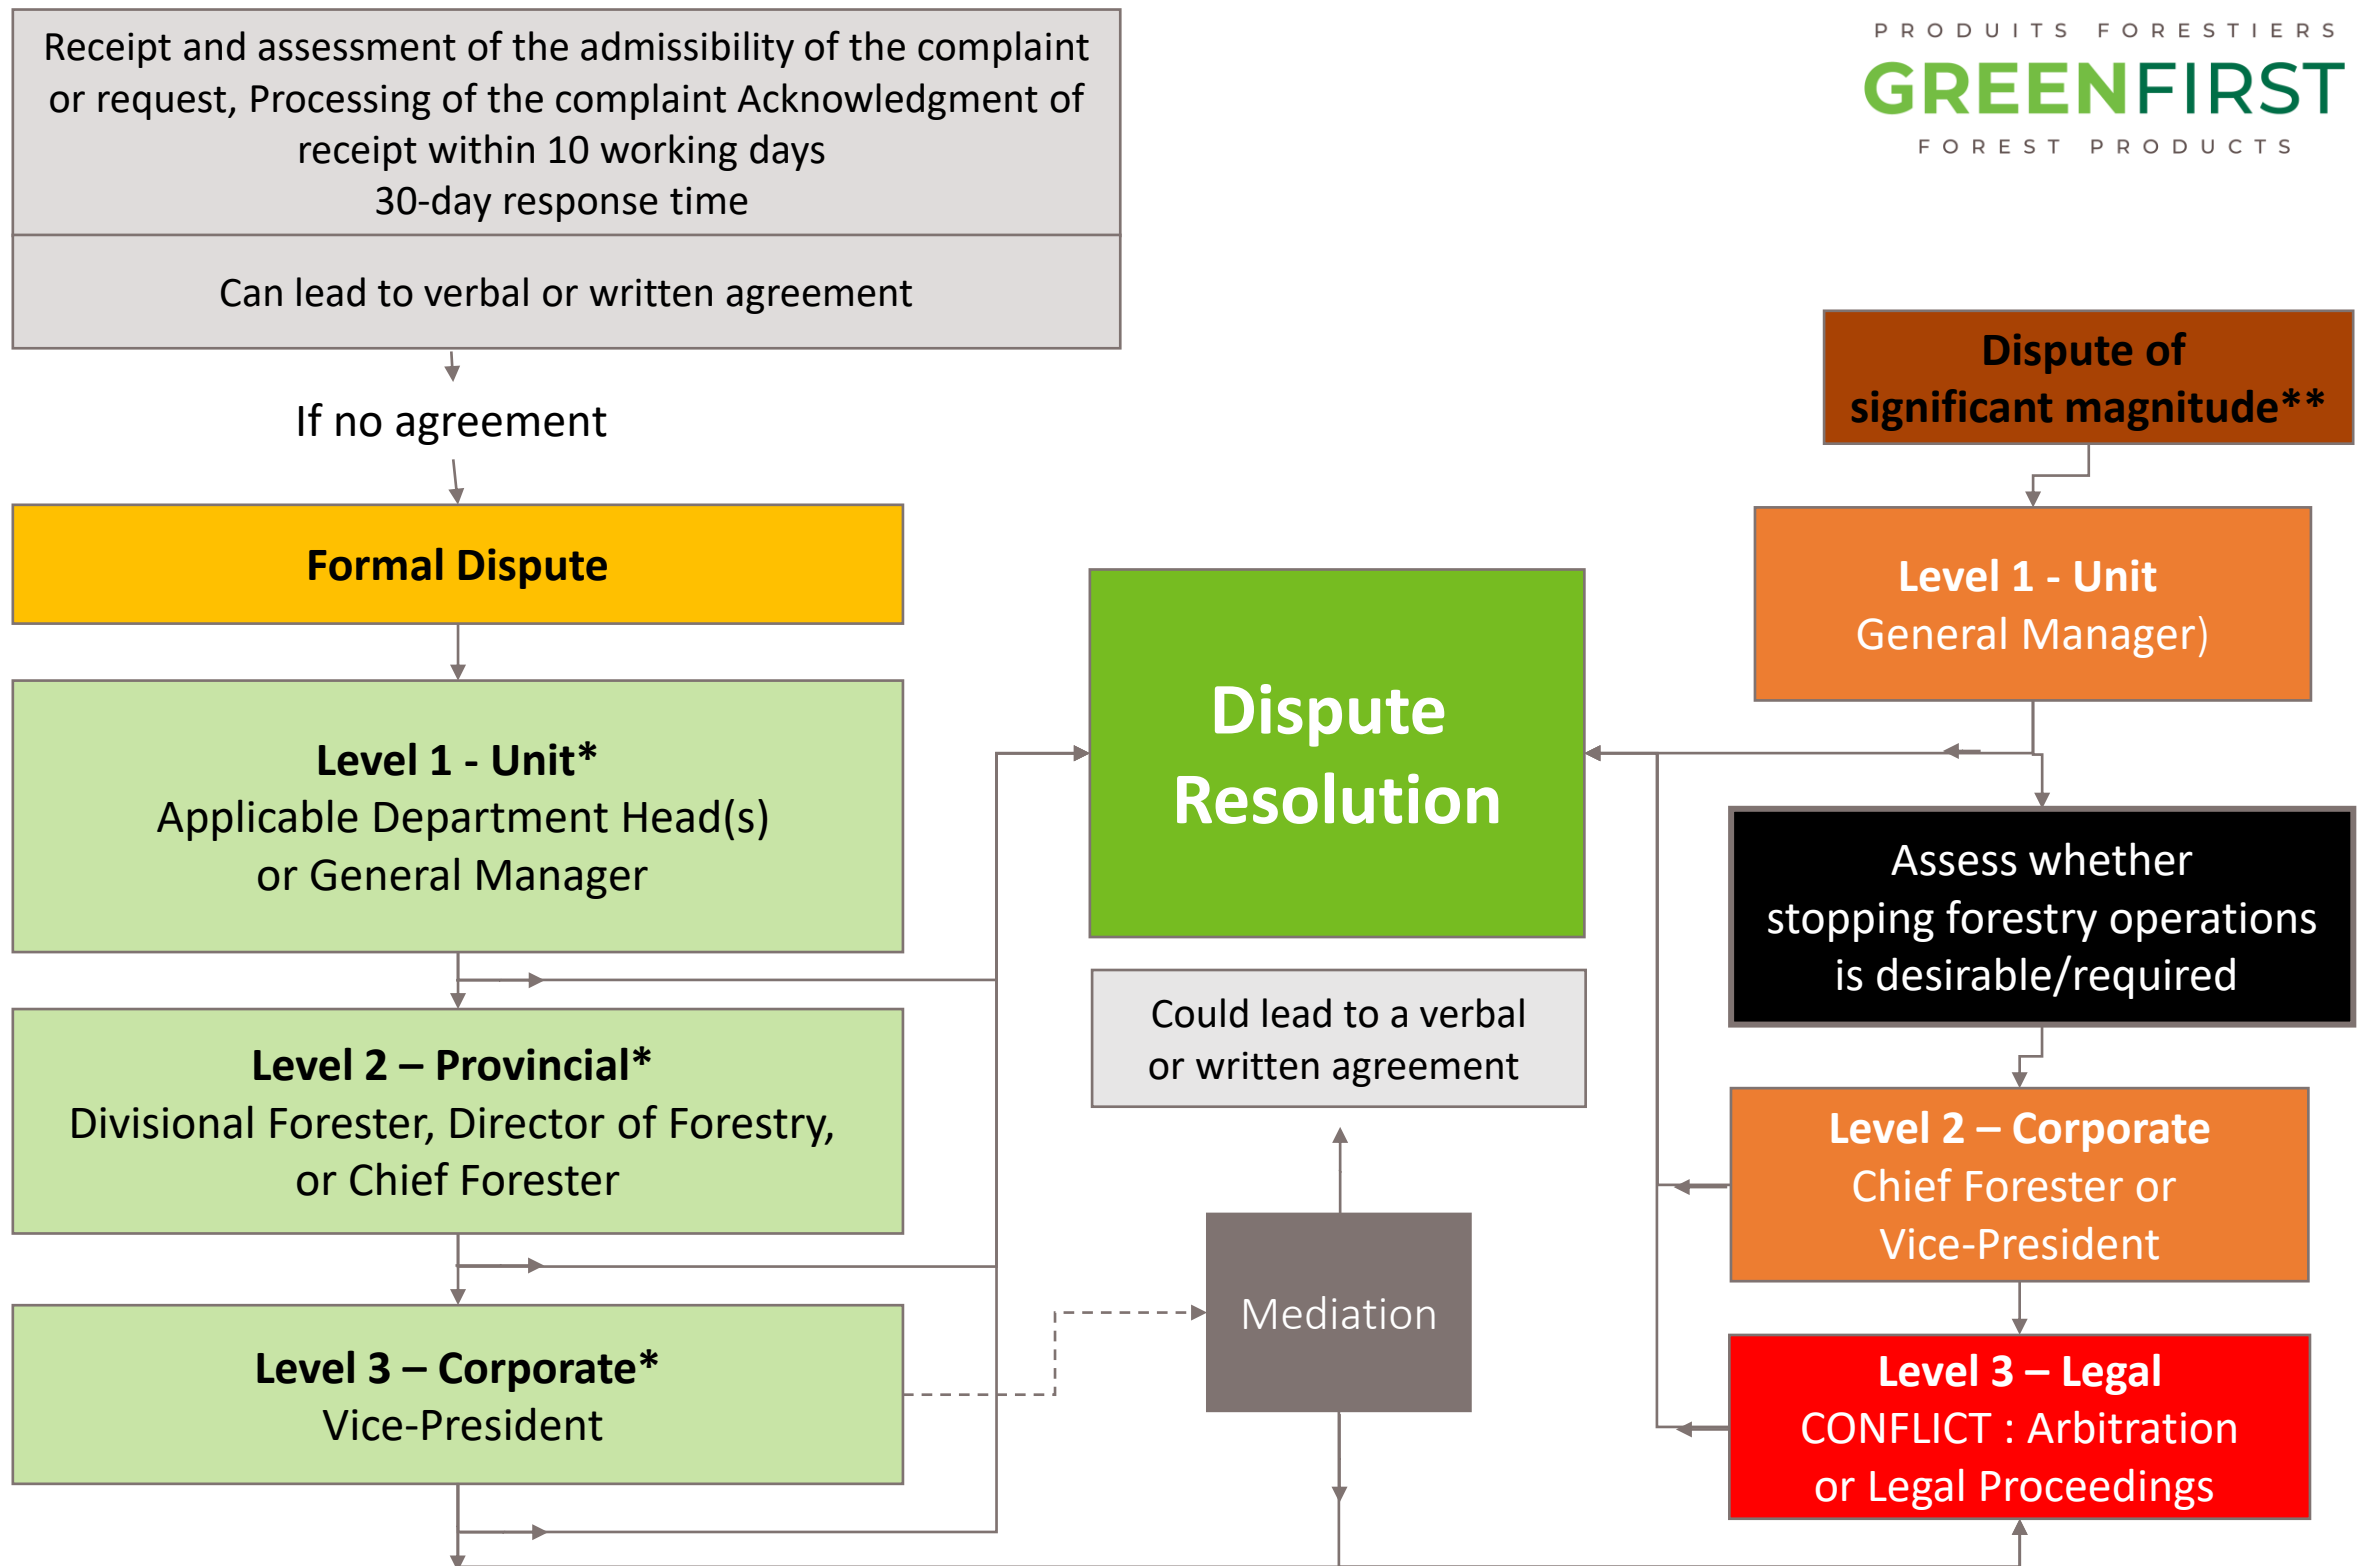 Receipt and assessment of the admissibility of the complaint
or request, Processing of the complaint Acknowledgment of
receipt within 10 working days
30-day response time
Can lead to verbal or written agreement
If no agreement
Formal Dispute
Level 1 - Unit*
Applicable Department Head(s)
or General Manager
Level 2 – Provincial*
Divisional Forester, Director of Forestry,
or Chief Forester
Level 3 – Corporate*
Vice-President
Dispute
Resolution
Could lead to a verbal
or written agreement
Mediation
PRODUITS FORESTIERS
GREENFIRST
FOREST PRODUCTS
Dispute of
significant magnitude**
Level 1 - Unit
General Manager)
Assess whether
stopping forestry operations
is desirable/required
Level 2 – Corporate
Chief Forester or
Vice-President
Level 3 – Legal
CONFLICT : Arbitration
or Legal Proceedings